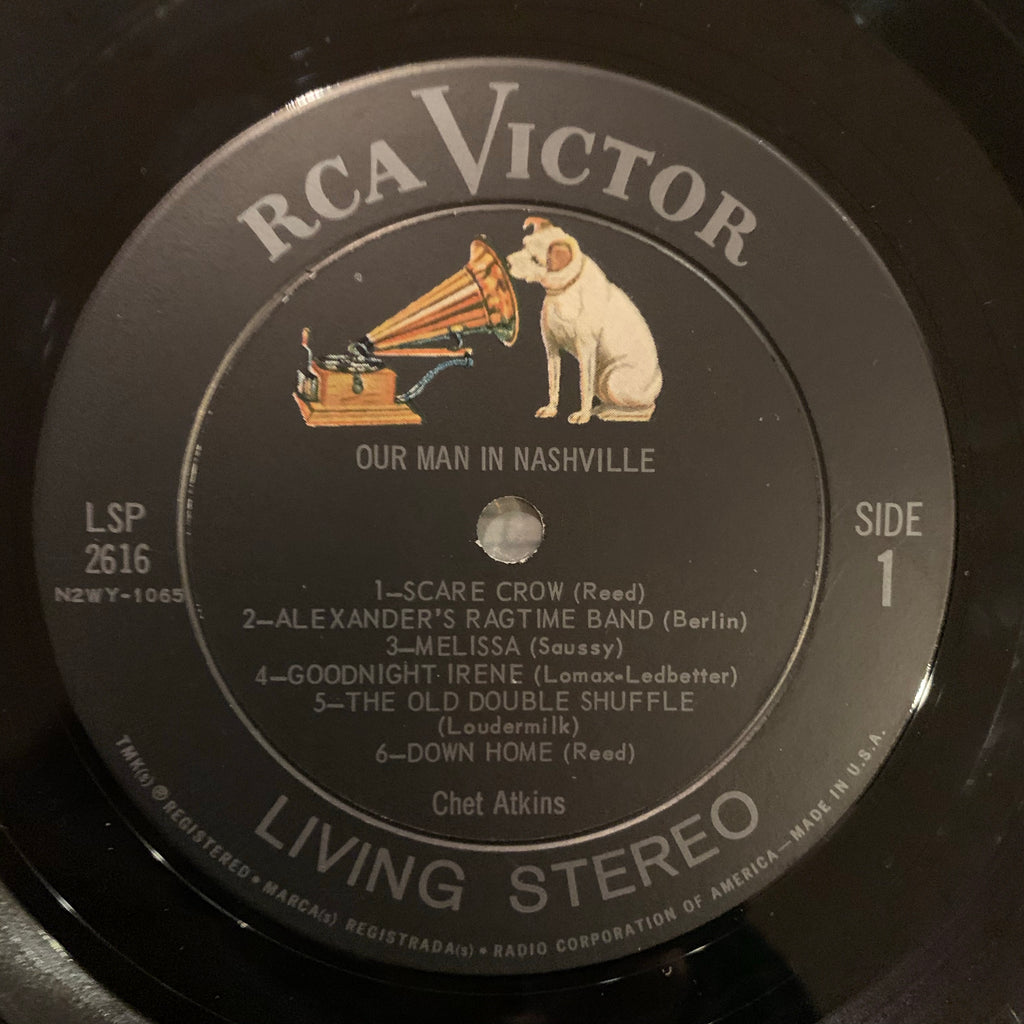 RCA VICTOR
OUR MAN IN NASHVILLE
LSP
2616
N2WY-1065
SIDE
1
1—SCARE CROW (Reed)
2—ALEXANDER'S RAGTIME BAND (Berlin)
3—MELISSA (Saussy)
4—GOODNIGHT IRENE (Lomax-Ledbetter)
5—THE OLD DOUBLE SHUFFLE
(Loudermilk)
6—DOWN HOME (Reed)
Chet Atkins
LIVING STEREO
TMK(s) ® REGISTERED • MARCA(s) REGISTRADA(s) • RADIO CORPORATION OF AMERICA—MADE IN U.S.A.